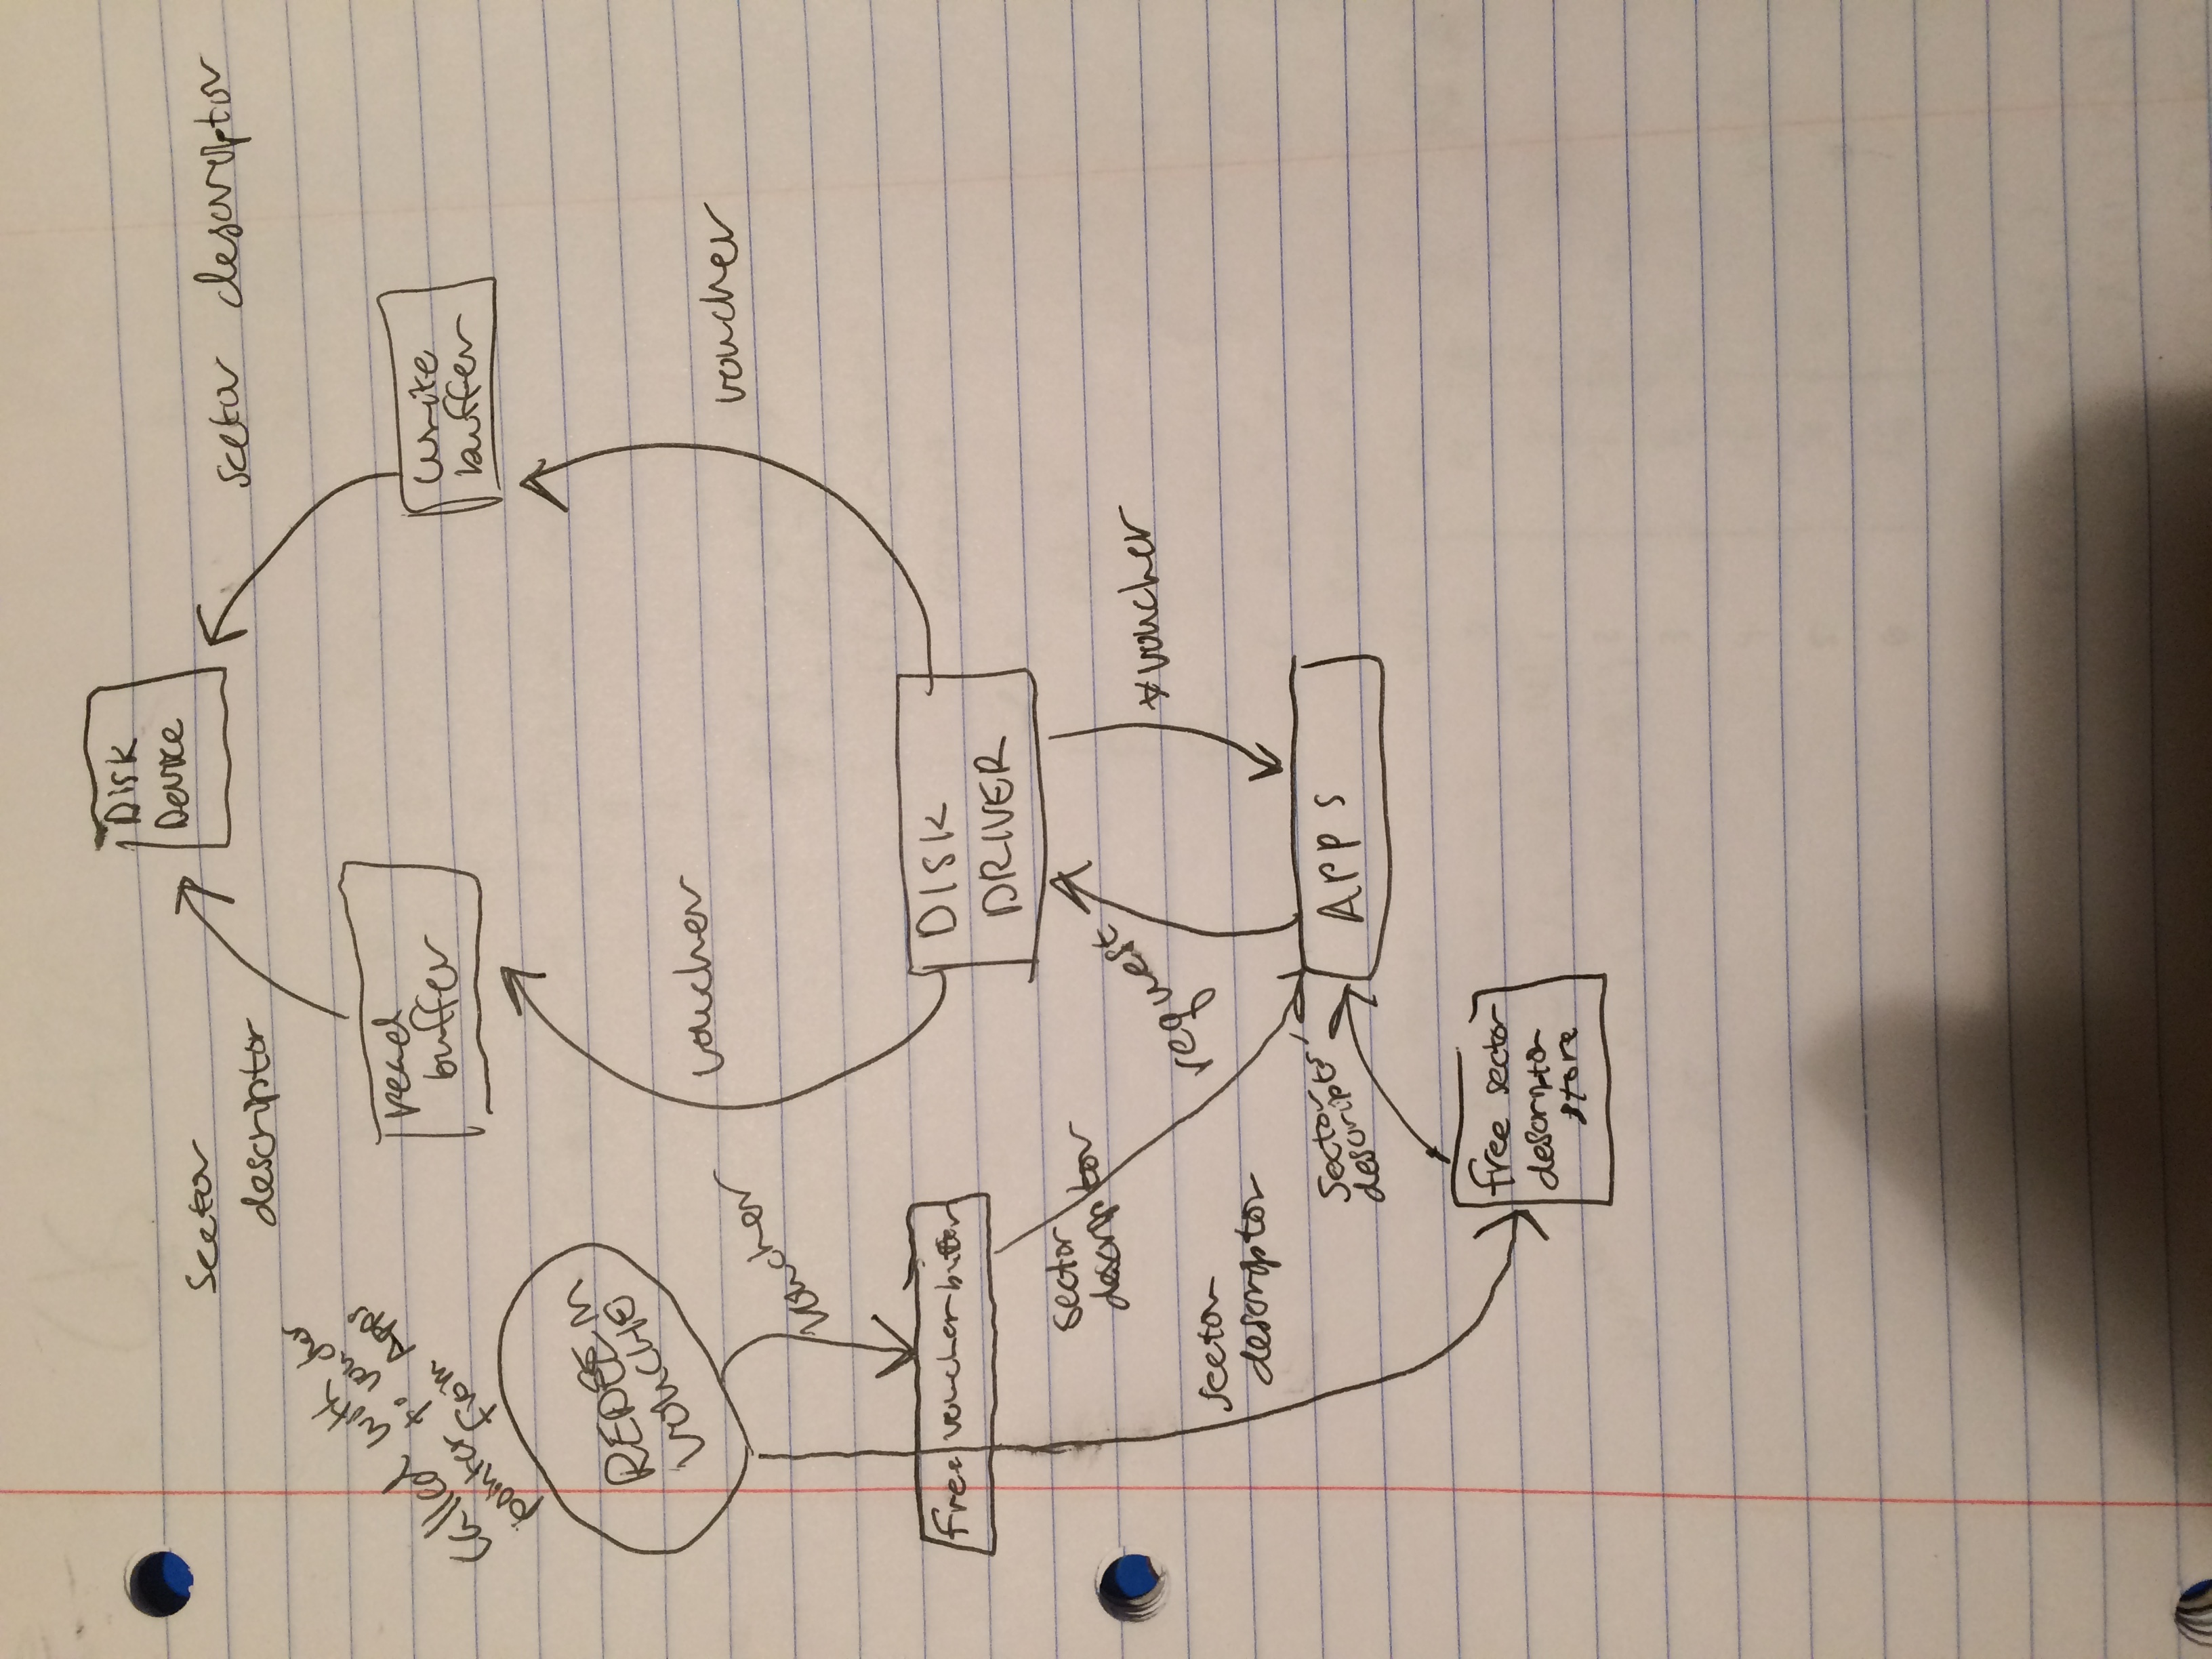 Disk
Device
Sector
descriptor
sector descriptor
called with
pointer to voucher
from Apps
read
buffer
write
buffer
REDEEM
voucher
voucher
voucher
voucher
free voucher buffer
DISK
DRIVER
sector
descriptor
request
*voucher
sector
descriptor
Sector
descriptor
APPS
free sector
descriptor
store